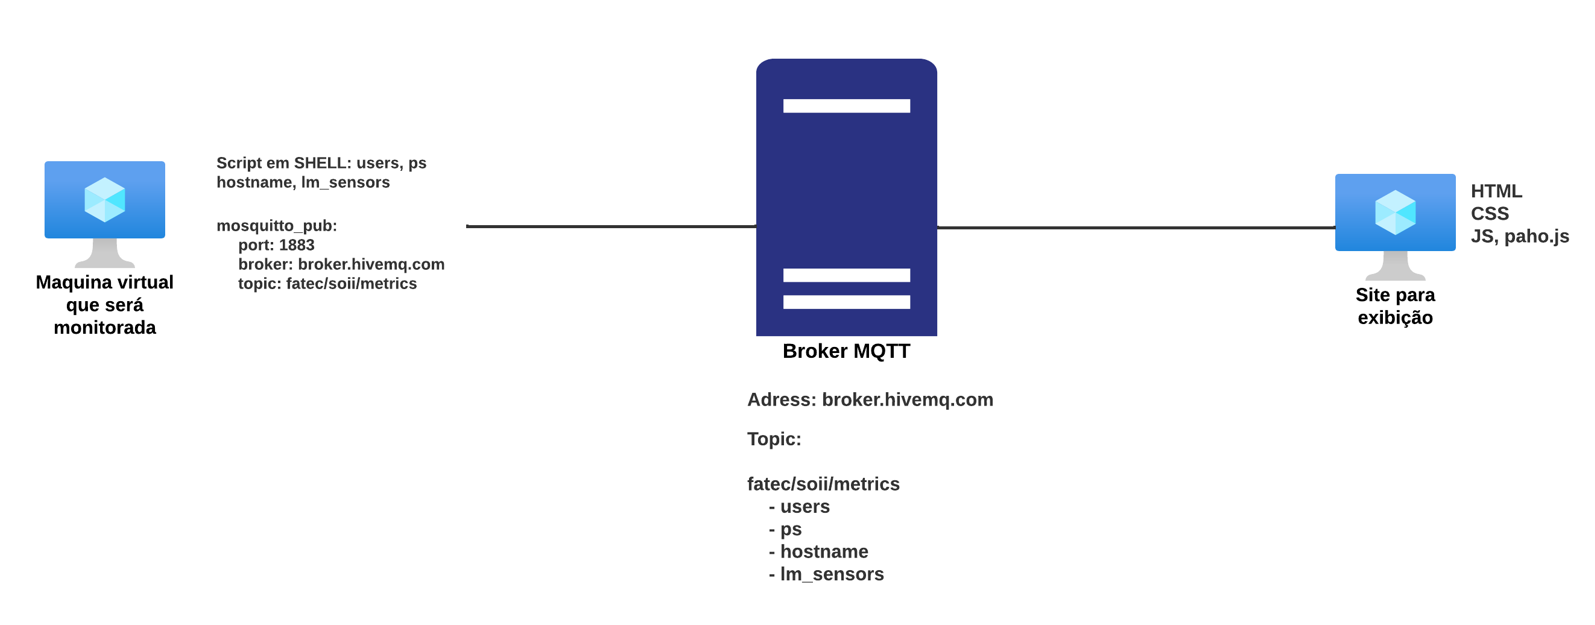 Script em SHELL: users, ps
hostname, lm_sensors
mosquitto_pub:
port: 1883
broker: broker.hivemq.com
topic: fatec/soii/metrics
Maquina virtual
que será
monitorada
Broker MQTT
Adress: broker.hivemq.com
Topic:
fatec/soii/metrics
- users
- ps
- hostname
- lm_sensors
HTML
CSS
JS, paho.js
Site para
exibição